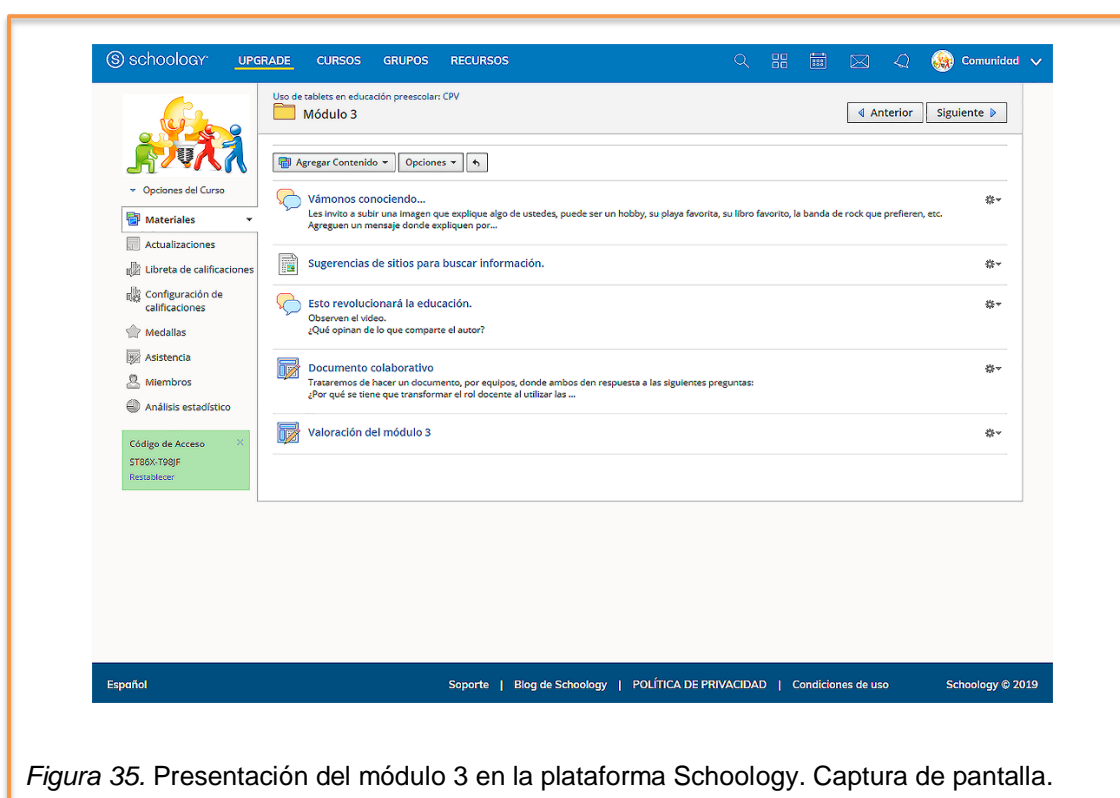 schoology UPGRADE CURSOS GRUPOS RECURSOS Comunidad
Uso de tablets en educación preescolar: CPV
Módulo 3
Anterior Siguiente
Agregar Contenido Opciones
Opciones del Curso
Materiales
Actualizaciones
Libreta de calificaciones
Configuración de
calificaciones
Medallas
Asistencia
Miembros
Análisis estadístico
Código de Acceso
ST86X-T98JF
Restablecer
Vámonos conociendo...
Les invito a subir una imagen que explique algo de ustedes, puede ser un hobby, su playa favorita, su libro favorito, la banda de rock que prefieren, etc.
Agreguen un mensaje donde expliquen por...
Sugerencias de sitios para buscar información.
Esto revolucionará la educación.
Observen el video.
¿Qué opinan de lo que comparte el autor?
Documento colaborativo
Trataremos de hacer un documento, por equipos, donde ambos den respuesta a las siguientes preguntas:
¿Por qué se tiene que transformar el rol docente al utilizar las ...
Valoración del módulo 3
Español Soporte | Blog de Schoology | POLÍTICA DE PRIVACIDAD | Condiciones de uso Schoology © 2019
Figura 35. Presentación del módulo 3 en la plataforma Schoology. Captura de pantalla.